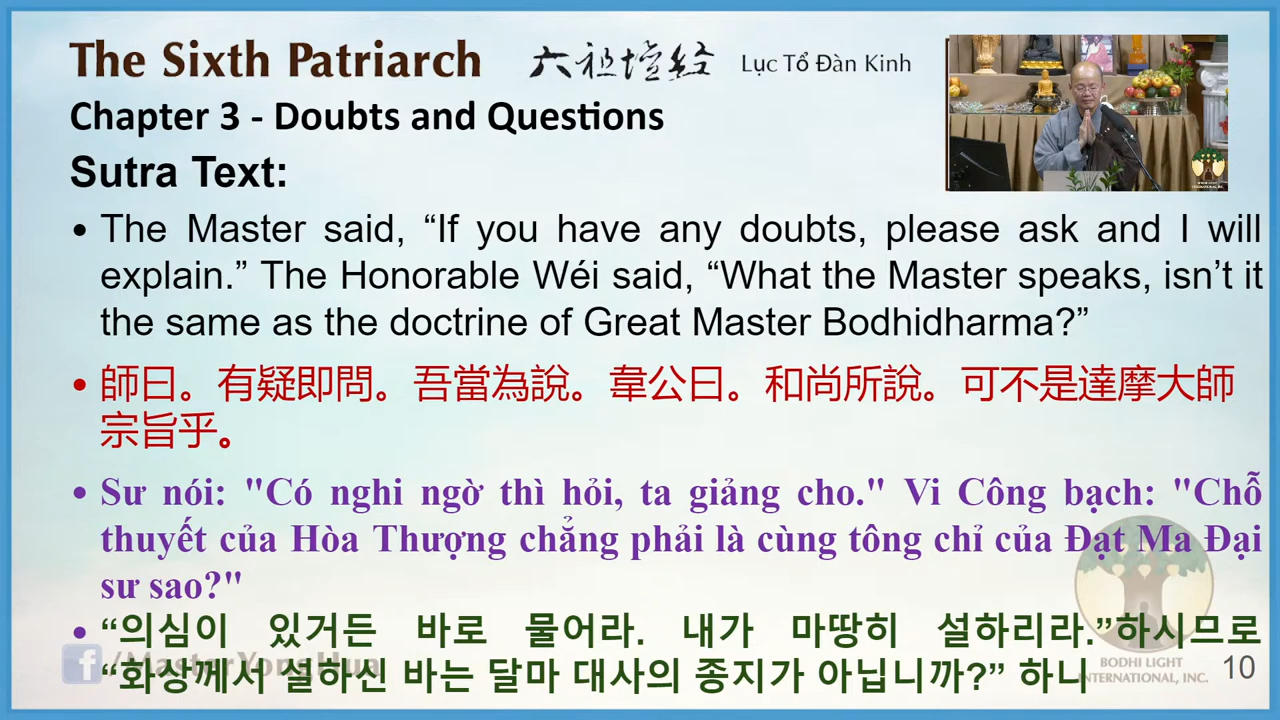 The Sixth Patriarch 六祖壇経 Lục Tổ Đàn Kinh
Chapter 3 - Doubts and Questions
Sutra Text:
• The Master said, “If you have any doubts, please ask and I will
explain.” The Honorable Wéi said, “What the Master speaks, isn’t it
the same as the doctrine of Great Master Bodhidharma?”
• 師曰。有疑即問。吾當為說。韋公曰。和尚所說。可不是達摩大師
宗旨乎。
• Sư nói: "Có nghi ngờ thì hỏi, ta giảng cho." Vi Công bạch: "Chỗ
thuyết của Hòa Thượng chẳng phải là cùng tông chỉ của Đạt Ma Đại
sư sao?"
• “의심이 있거든 바로 물어라. 내가 마땅히 설하리라.”하시므로
“화상께서 설하신 바는 달마 대사의 종지가 아닙니까?” 하니
f /MasterYongHua
BODHI LIGHT
INTERNATIONAL, INC.
10